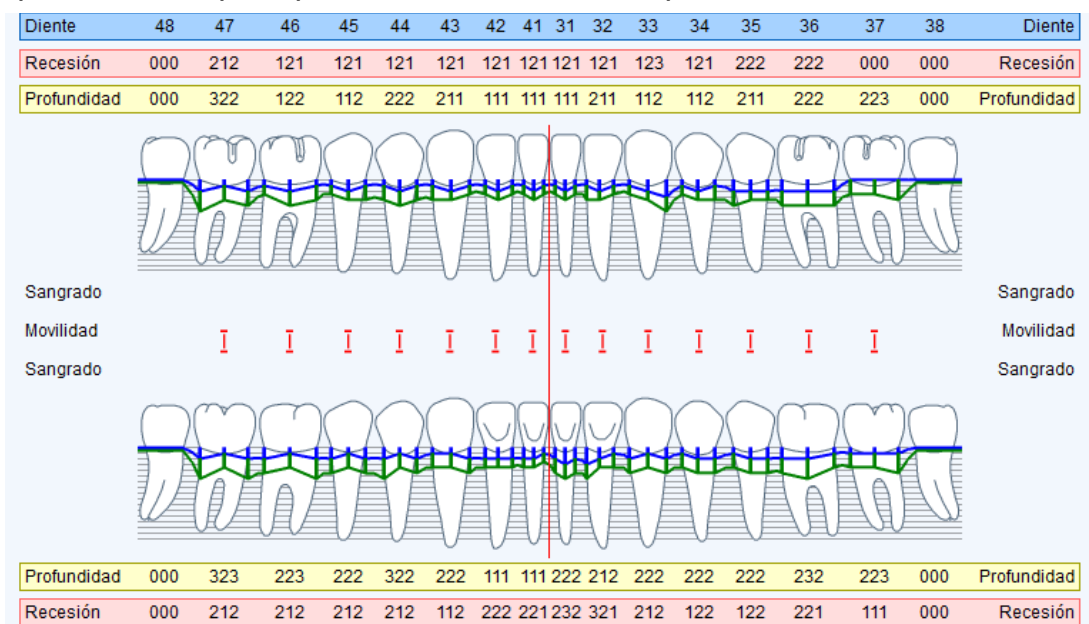 Diente 48 47 46 45 44 43 42 41 31 32 33 34 35 36 37 38 Diente
Recesión 000 212 121 121 121 121 121 121 121 121 123 121 222 222 000 000 Recesión
Profundidad 000 322 122 112 222 211 111 111 111 211 112 112 211 222 223 000 Profundidad
Sangrado Sangrado
Movilidad I I I I I I I I I I I I I I Movilidad
Sangrado Sangrado
Profundidad 000 323 223 222 322 222 111 111 222 212 222 222 222 232 223 000 Profundidad
Recesión 000 212 212 212 212 112 222 221 232 321 212 122 122 221 111 000 Recesión